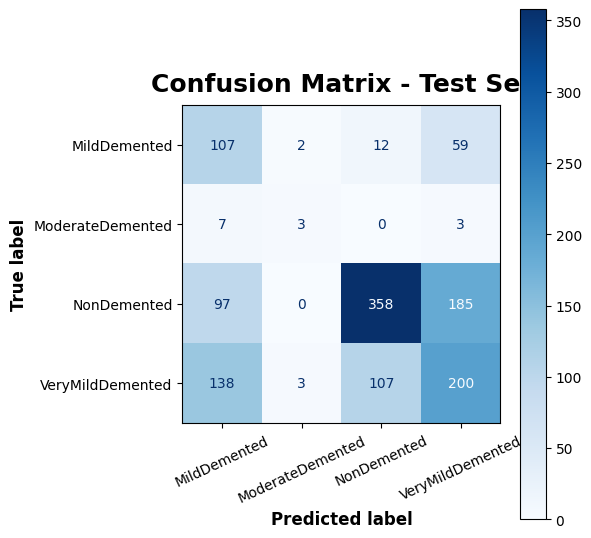 Confusion Matrix - Test Se
MildDemented 107 2 12 59
ModerateDemented 7 3 0 3
NonDemented 97 0 358 185
VeryMildDemented 138 3 107 200
MildDemented ModerateDemented NonDemented VeryMildDemented
True label
Predicted label
350
300
250
200
150
100
50
0